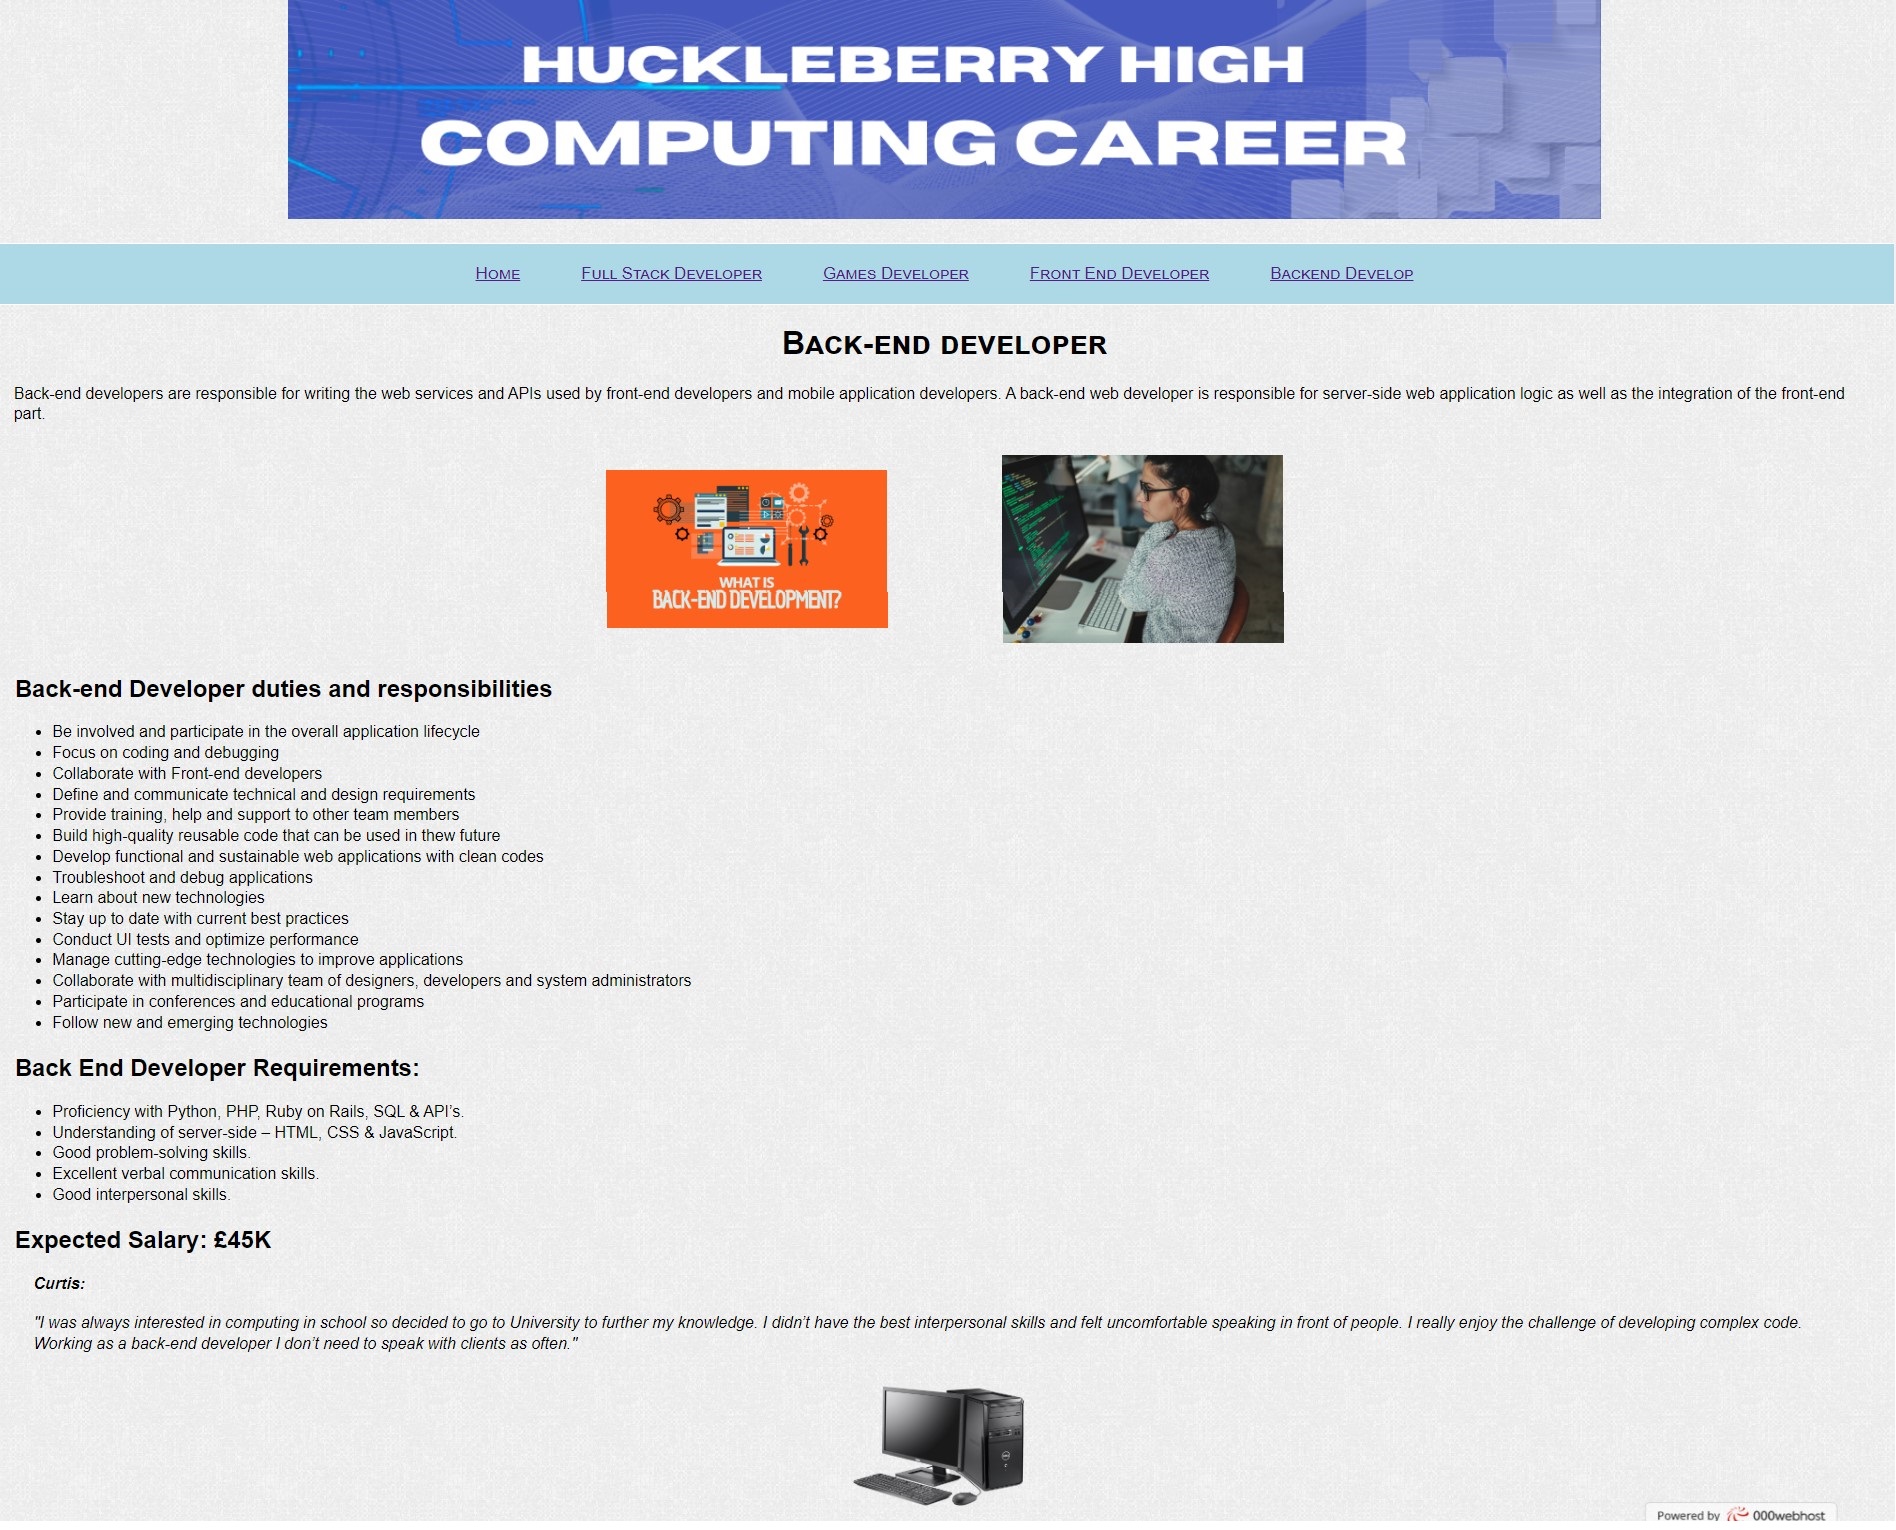 HUCKLEBERRY HIGH
COMPUTING CAREER
Home Full Stack Developer Games Developer Front End Developer Backend Develop
Back-end developer
Back-end developers are responsible for writing the web services and APIs used by front-end developers and mobile application developers. A back-end web developer is responsible for server-side web application logic as well as the integration of the front-end
part.
WHAT IS
BACK-END DEVELOPMENT?
Back-end Developer duties and responsibilities
• Be involved and participate in the overall application lifecycle
• Focus on coding and debugging
• Collaborate with Front-end developers
• Define and communicate technical and design requirements
• Provide training, help and support to other team members
• Build high-quality reusable code that can be used in thew future
• Develop functional and sustainable web applications with clean codes
• Troubleshoot and debug applications
• Learn about new technologies
• Stay up to date with current best practices
• Conduct UI tests and optimize performance
• Manage cutting-edge technologies to improve applications
• Collaborate with multidisciplinary team of designers, developers and system administrators
• Participate in conferences and educational programs
• Follow new and emerging technologies
Back End Developer Requirements:
• Proficiency with Python, PHP, Ruby on Rails, SQL & API’s.
• Understanding of server-side – HTML, CSS & JavaScript.
• Good problem-solving skills.
• Excellent verbal communication skills.
• Good interpersonal skills.
Expected Salary: £45K
Curtis:
"I was always interested in computing in school so decided to go to University to further my knowledge. I didn’t have the best interpersonal skills and felt uncomfortable speaking in front of people. I really enjoy the challenge of developing complex code.
Working as a back-end developer I don’t need to speak with clients as often."
Powered by 000webhost